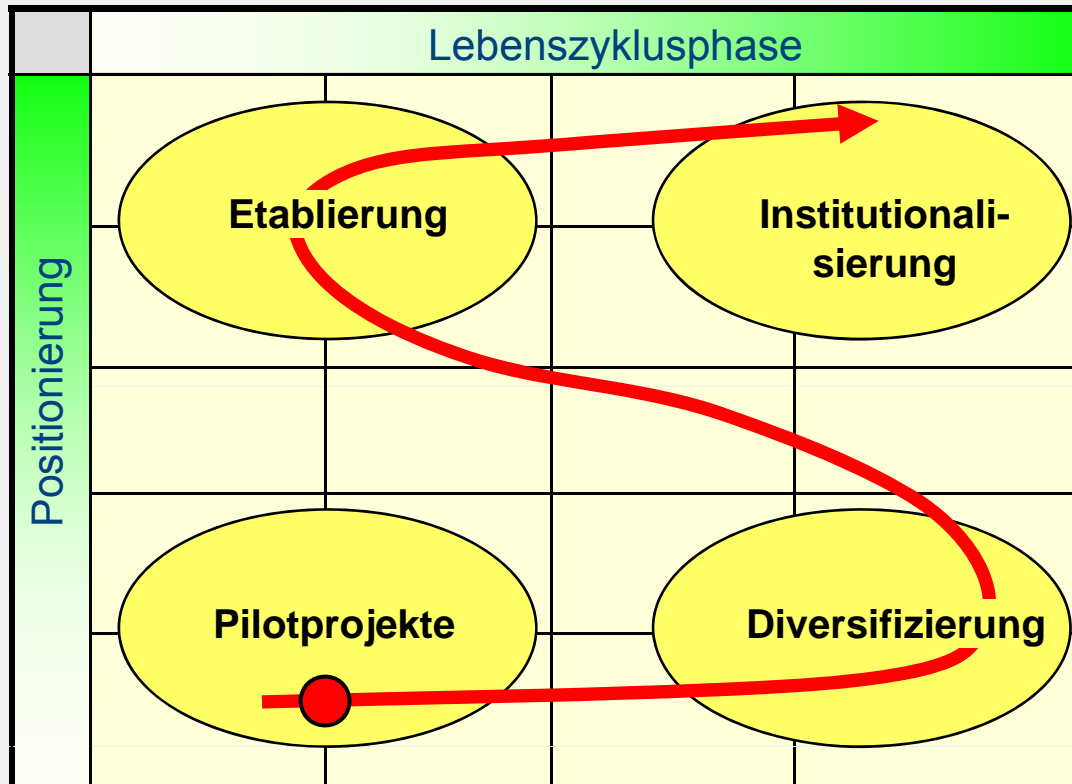 Lebenszyklusphase
Positionierung
Etablierung
Institutionali-
sierung
Pilotprojekte
Diversifizierung